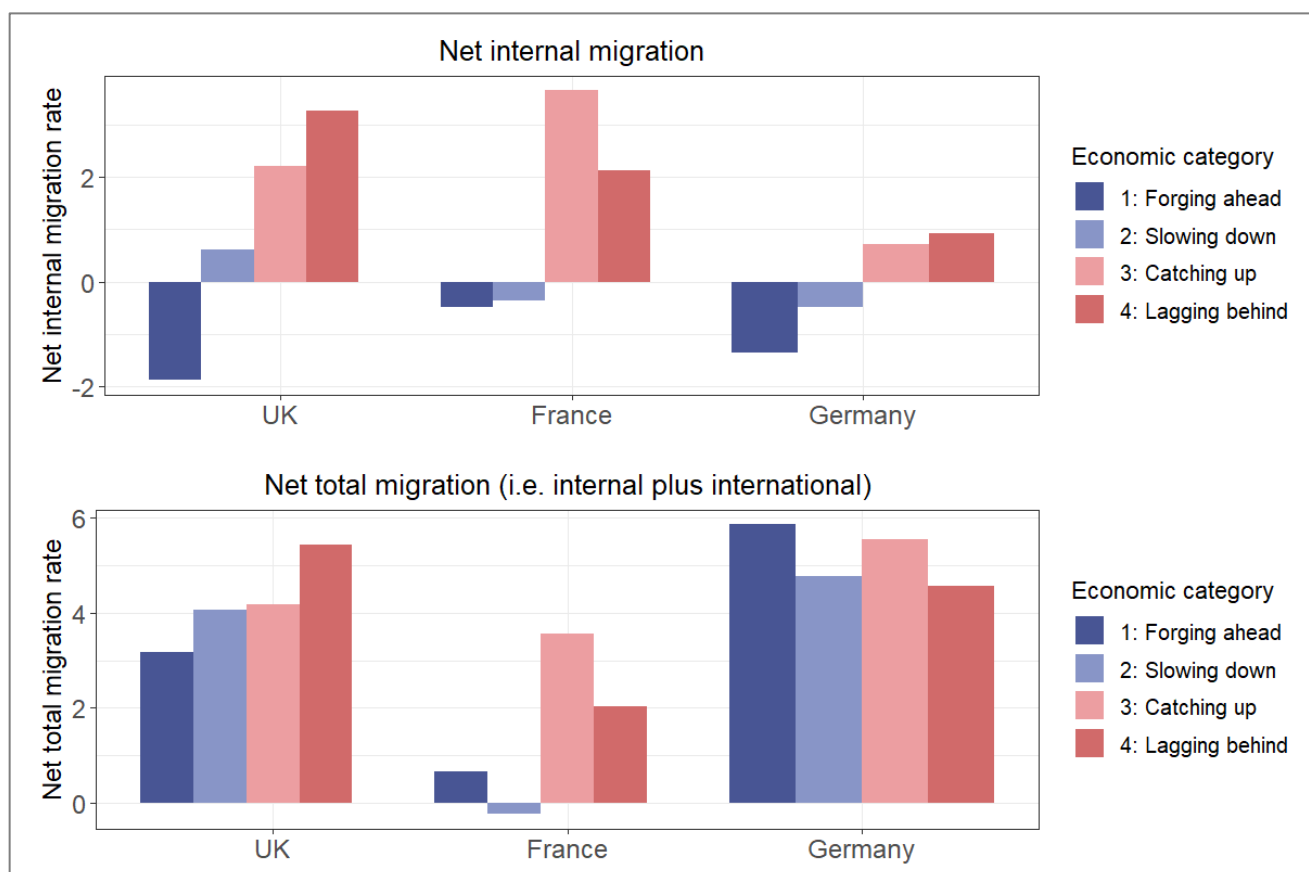 Net internal migration
Net internal migration rate
2
0
-2
UK France Germany
Economic category
1: Forging ahead
2: Slowing down
3: Catching up
4: Lagging behind
Net total migration (i.e. internal plus international)
Net total migration rate
6
4
2
0
UK France Germany
Economic category
1: Forging ahead
2: Slowing down
3: Catching up
4: Lagging behind